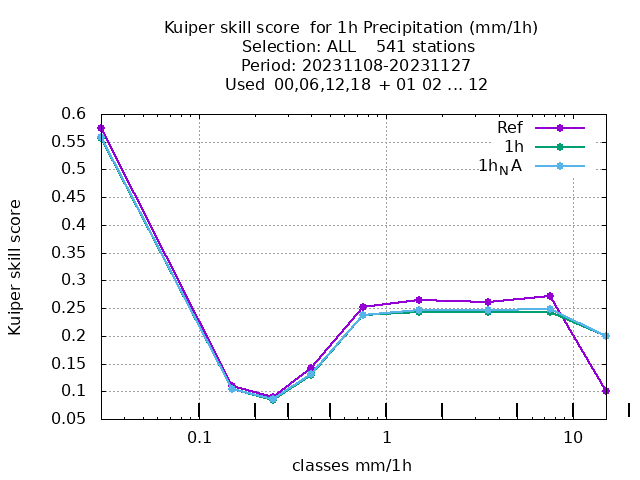 Kuiper skill score for 1h Precipitation (mm/1h)
Selection: ALL 541 stations
Period: 20231108-20231127
Used 00,06,12,18 + 01 02 ... 12
Ref
1h
1h_NA
0.6
0.55
0.5
0.45
0.4
0.35
0.3
0.25
0.2
0.15
0.1
0.05
Kuiper skill score
0.1 1 10
classes mm/1h